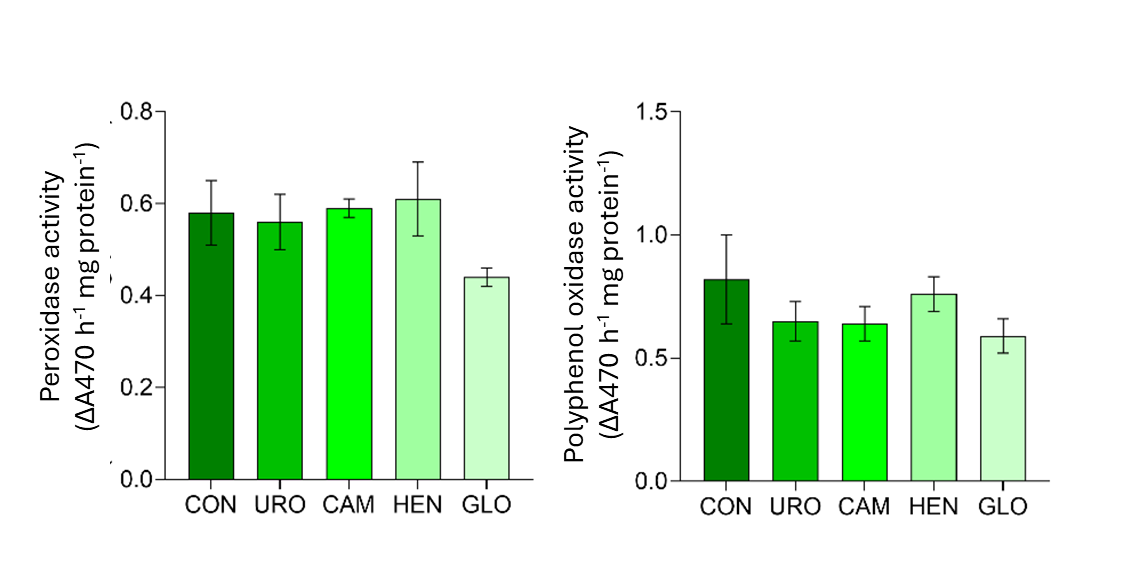 Peroxidase activity
(ΔA470 h⁻¹ mg protein⁻¹)
0.8
0.6
0.4
0.2
0.0
CON URO CAM HEN GLO
Polyphenol oxidase activity
(ΔA470 h⁻¹ mg protein⁻¹)
1.5
1.0
0.5
0.0
CON URO CAM HEN GLO